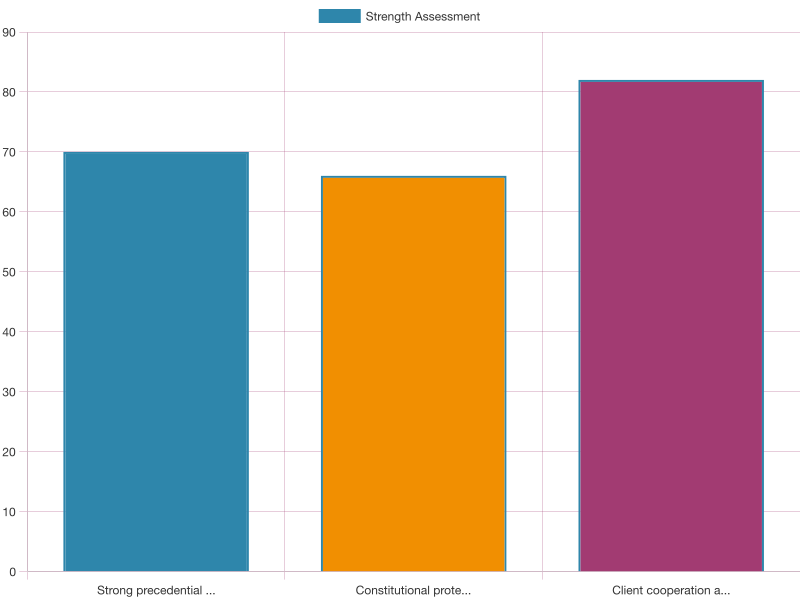 Strength Assessment
90
80
70
60
50
40
30
20
10
0
Strong precedential ...
Constitutional prote...
Client cooperation a...